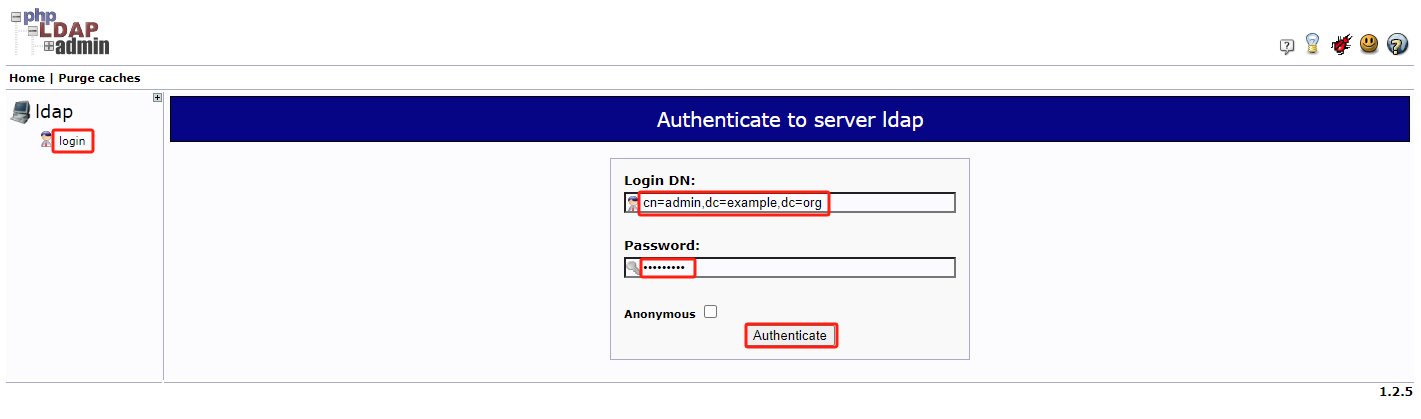 php
LDAP
admin
Home | Purge caches
ldap
login
Authenticate to server ldap
Login DN:
cn=admin,dc=example,dc=org
Password:
•••••••••
Anonymous
Authenticate
1.2.5